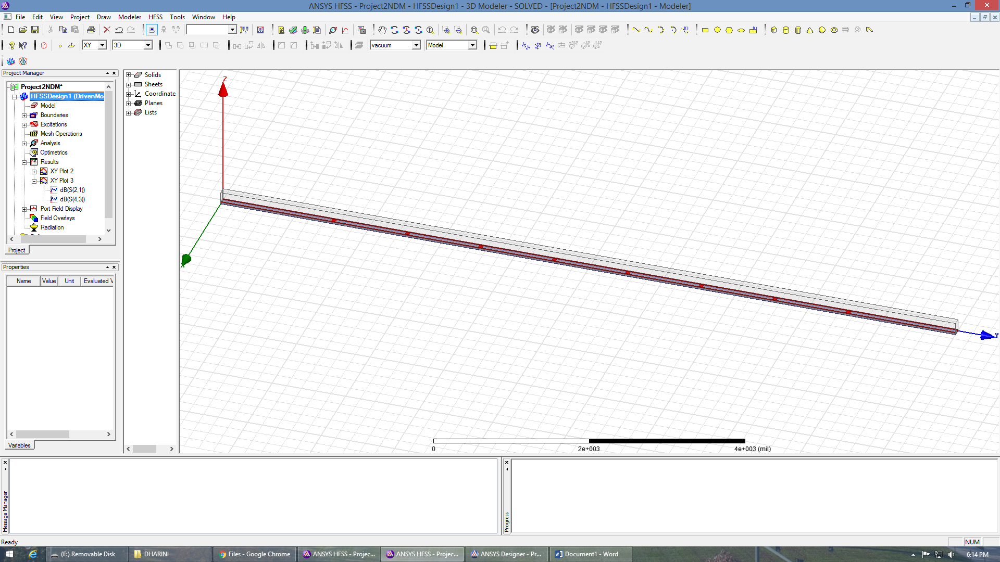 ANSYS HFSS - Project2NDM - HFSSDesign1 - 3D Modeler - SOLVED - [Project2NDM - HFSSDesign1 - Modeler]
File Edit View Project Draw Modeler HFSS Tools Window Help
XY 3D vacuum Model
Project Manager
Project2NDM*
HFSSDesign1 (DrivenMo
Model
Boundaries
Excitations
Mesh Operations
Analysis
Optimetrics
Results
XY Plot 2
XY Plot 3
dB(S(2,1))
dB(S(4,3))
Port Field Display
Field Overlays
Radiation
Project
Properties
Name Value Unit Evaluated V
Variables
Solids
Sheets
Coordinate
Planes
Lists
Z
Y
0 2e+003 4e+003 (mil)
Message Manager
Progress
Ready
NUM
(E:) Removable Disk
DHARINI
Files - Google Chrome
ANSYS HFSS - Projec...
ANSYS HFSS - Projec...
ANSYS Designer - Pr...
Document1 - Word
6:14 PM